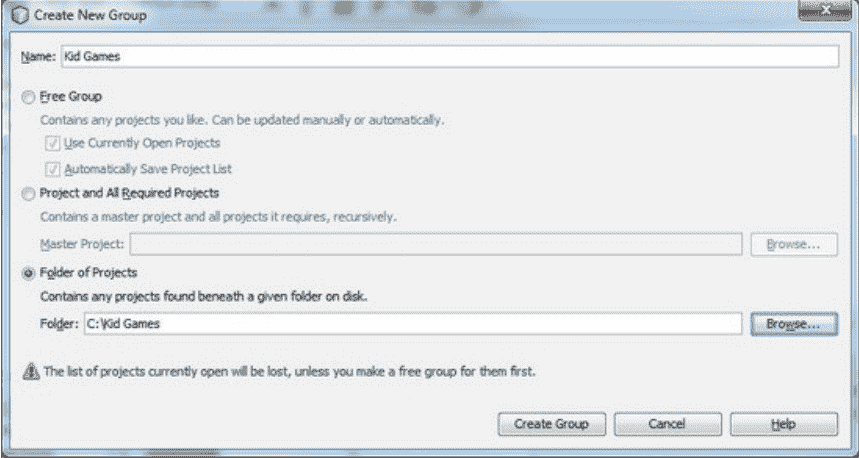 Create New Group
Name: Kid Games
Free Group
Contains any projects you like. Can be updated manually or automatically.
Use Currently Open Projects
Automatically Save Project List
Project and All Required Projects
Contains a master project and all projects it requires, recursively.
Master Project: Browse...
Folder of Projects
Contains any projects found beneath a given folder on disk.
Folder: C:\Kid Games Browse...
The list of projects currently open will be lost, unless you make a free group for them first.
Create Group Cancel Help